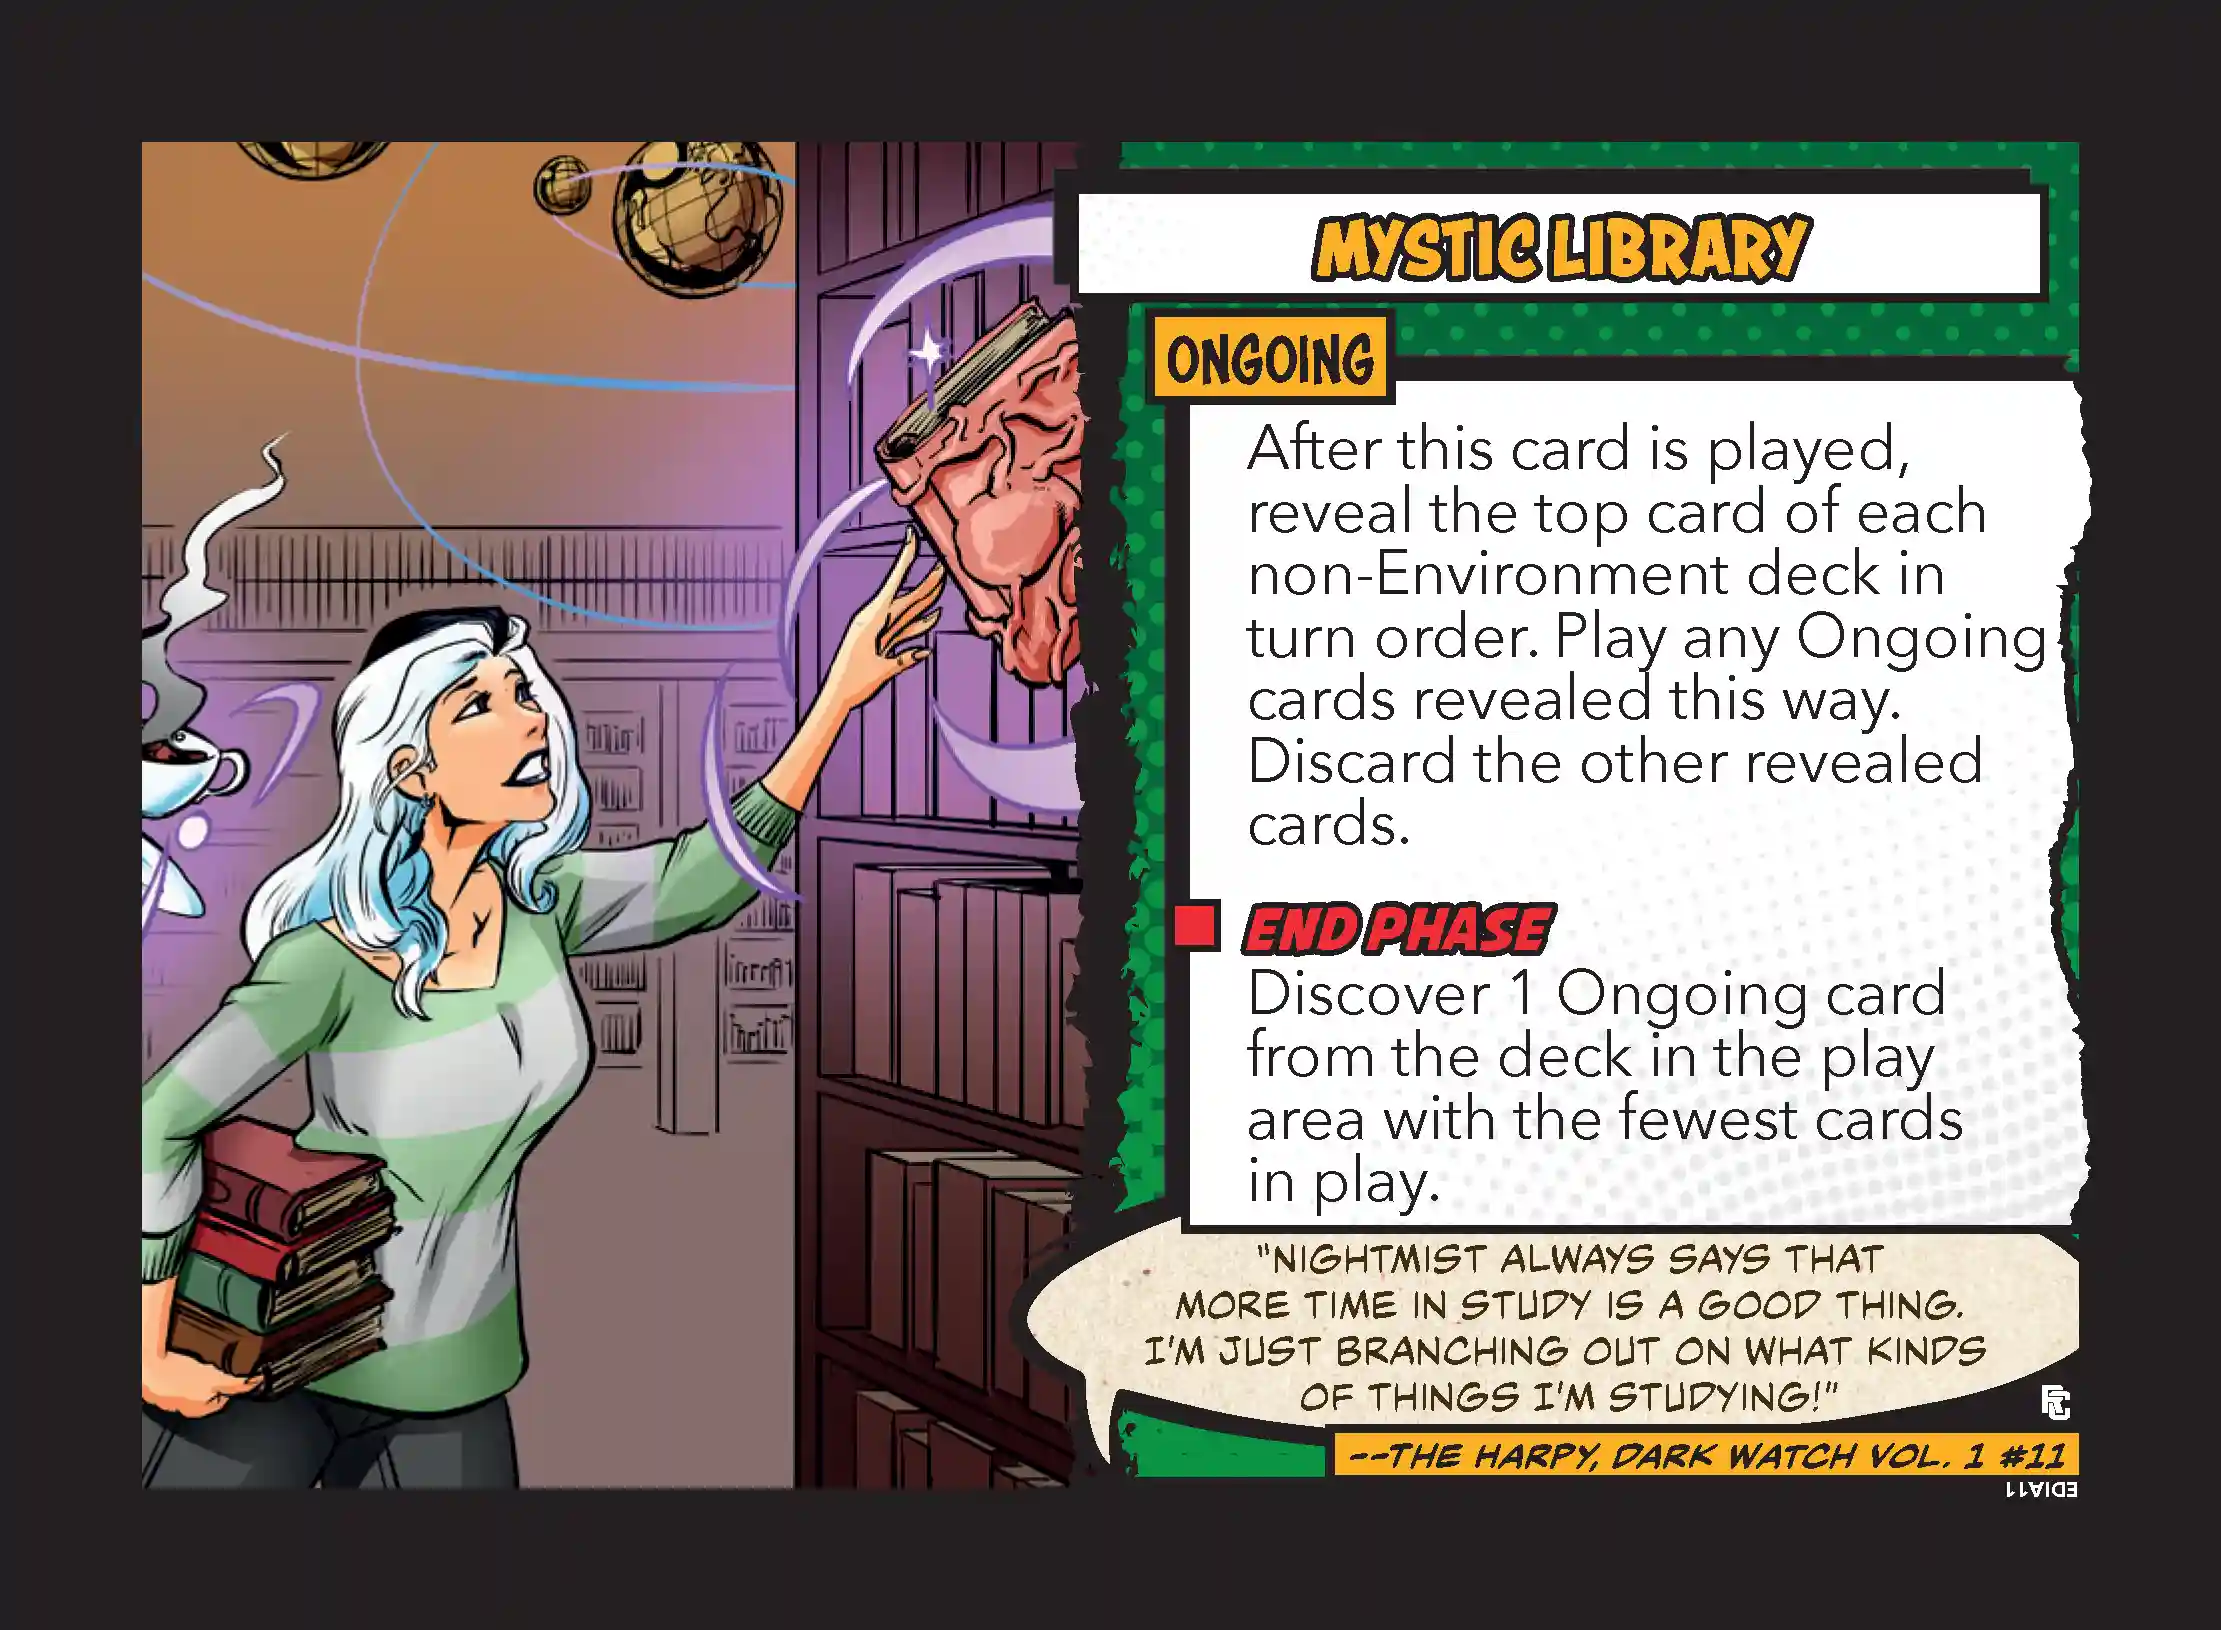 MYSTIC LIBRARY
ONGOING
After this card is played,
reveal the top card of each
non-Environment deck in
turn order. Play any Ongoing
cards revealed this way.
Discard the other revealed
cards.
END PHASE
Discover 1 Ongoing card
from the deck in the play
area with the fewest cards
in play.
"NIGHTMIST ALWAYS SAYS THAT
MORE TIME IN STUDY IS A GOOD THING.
I'M JUST BRANCHING OUT ON WHAT KINDS
OF THINGS I'M STUDYING!"
--THE HARPY, DARK WATCH VOL. 1 #11
EDIA11